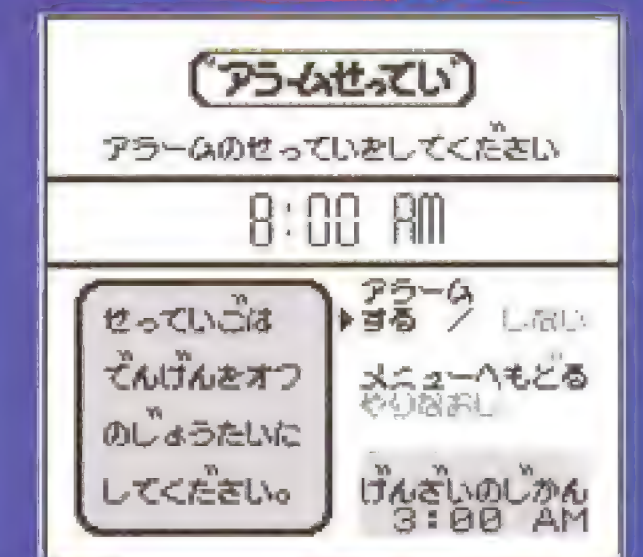 アラームせってい
アラームのせっていをしてください
8:00 AM
せっていごは
でんげんをオフ
のじょうたいに
してください。
アラーム
▶する / しない
メニューへもどる
やりなおし
げんざいのじかん
3:00 AM